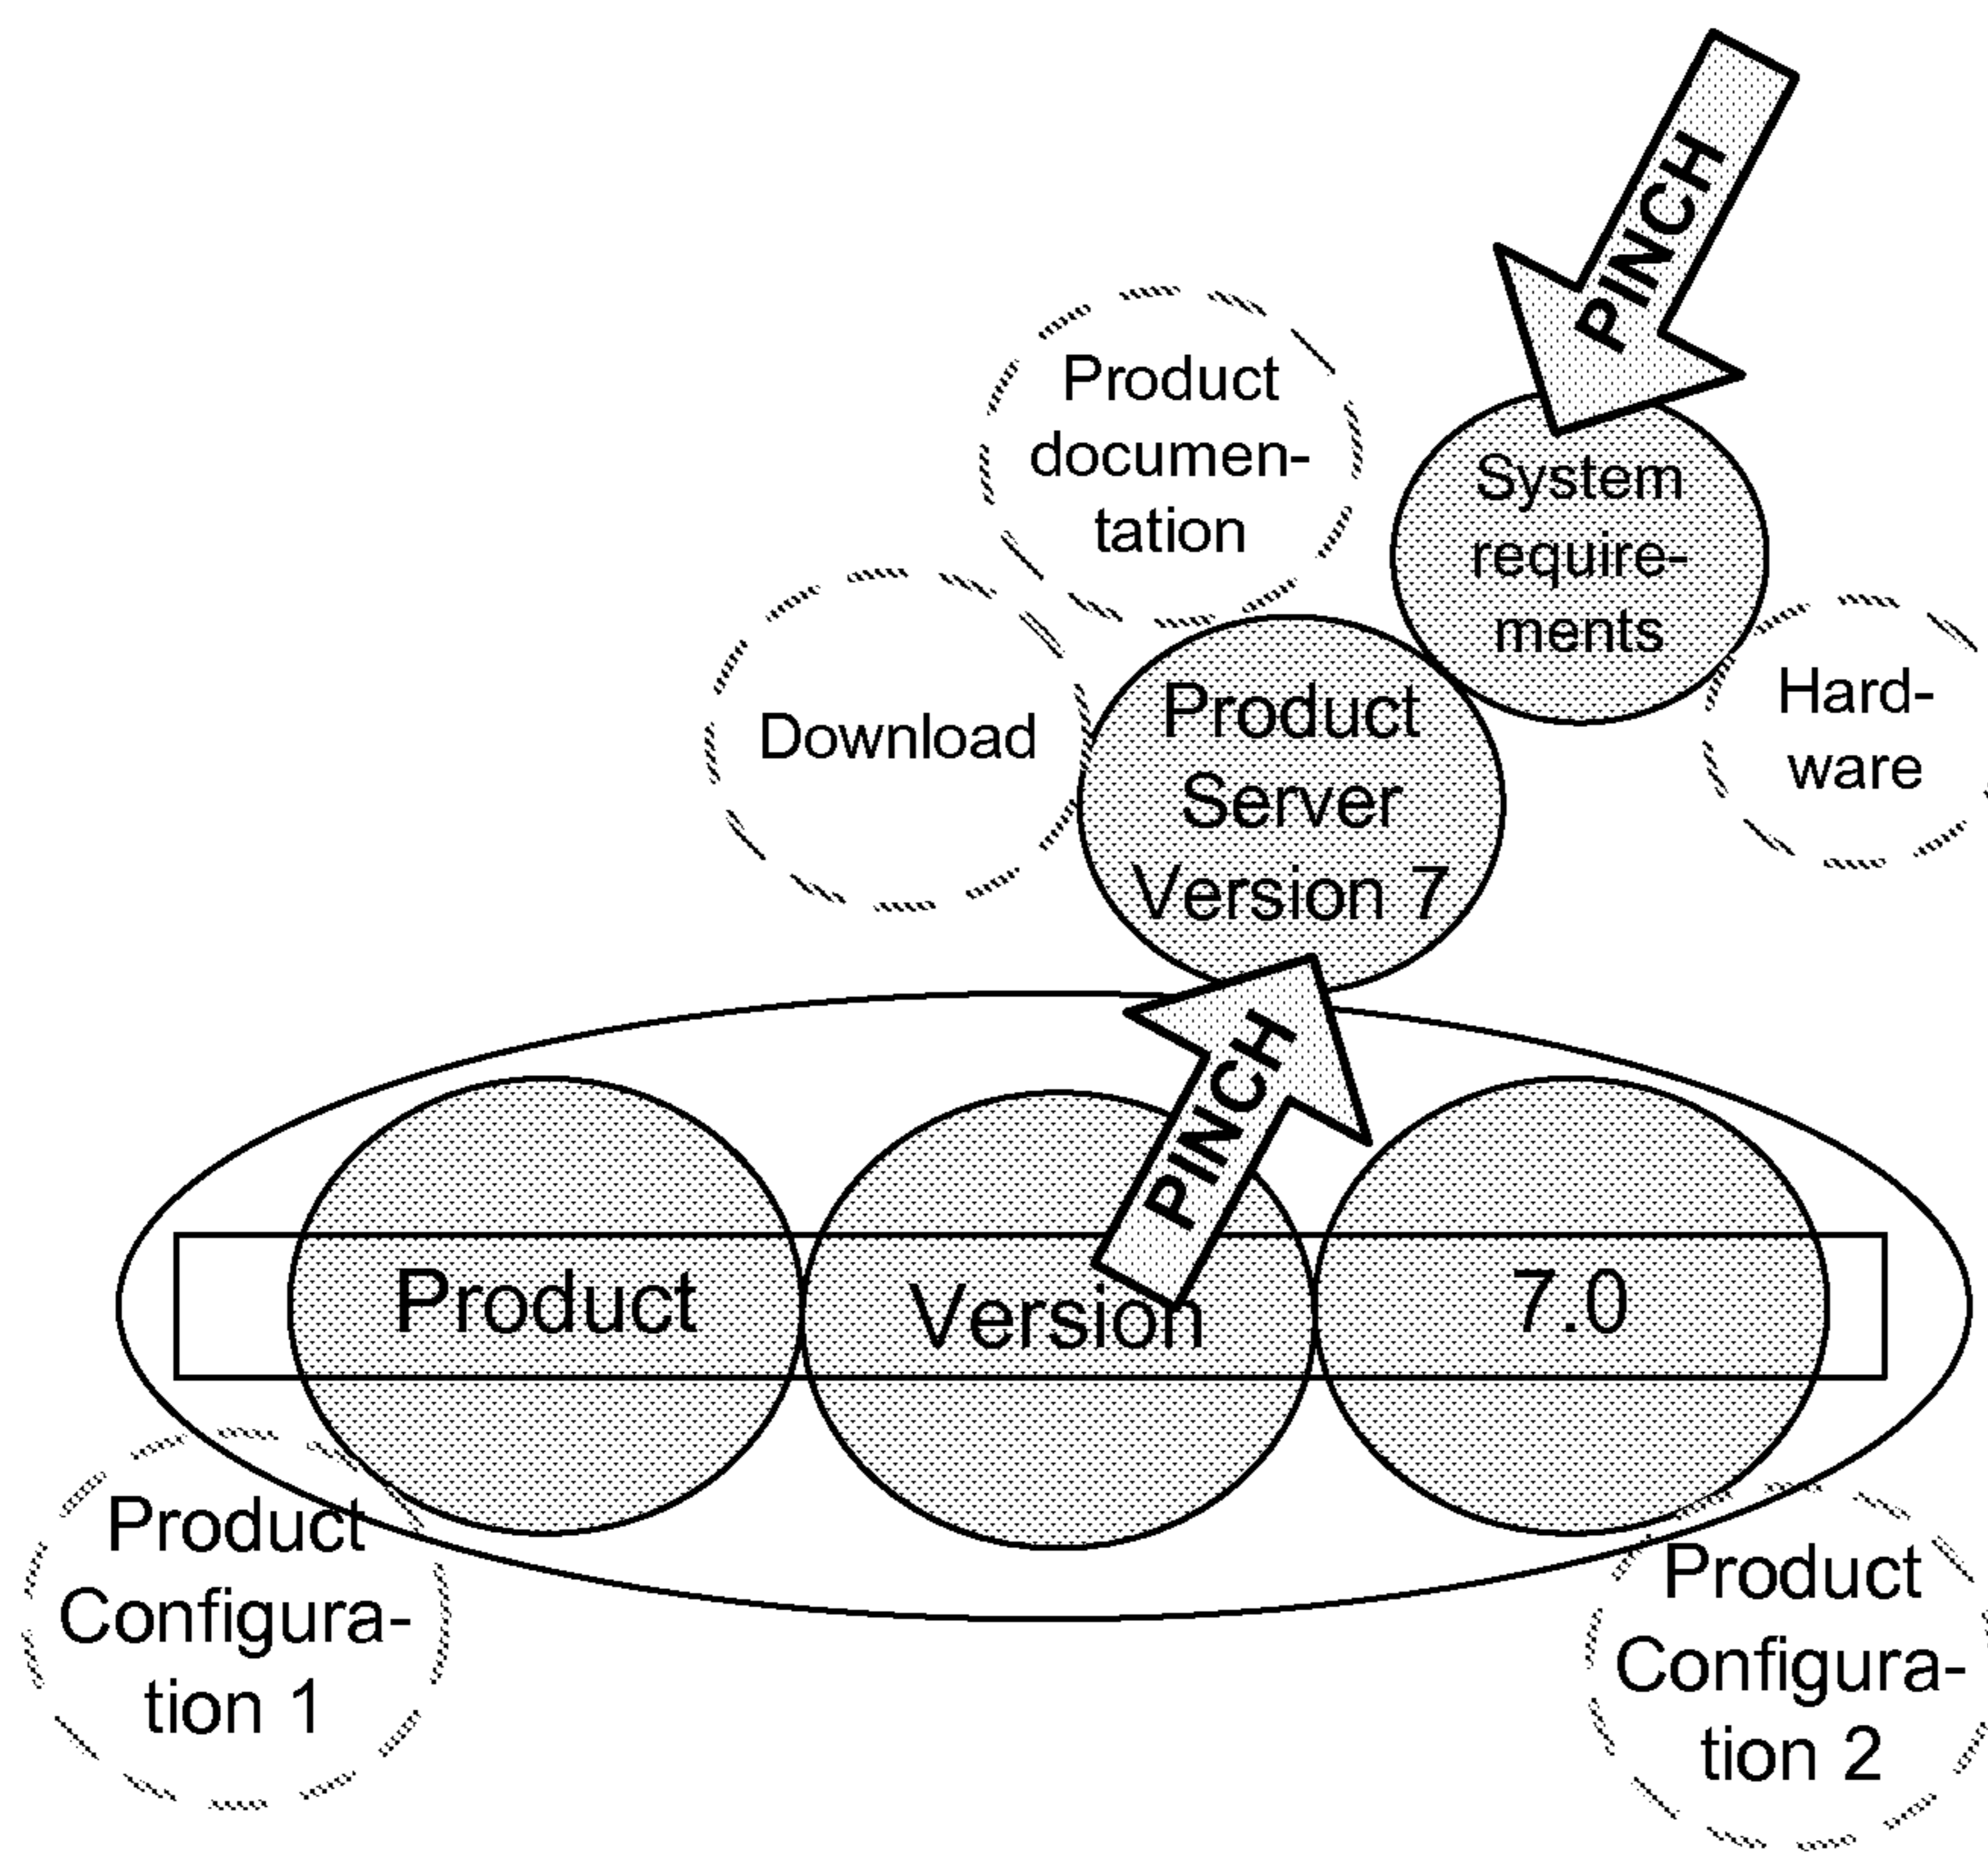 PINCH
Product
documen-
tation
System
require-
ments
Download
Product
Server
Version 7
Hard-
ware
PINCH
Product
Version
7.0
Product
Configura-
tion 1
Product
Configura-
tion 2